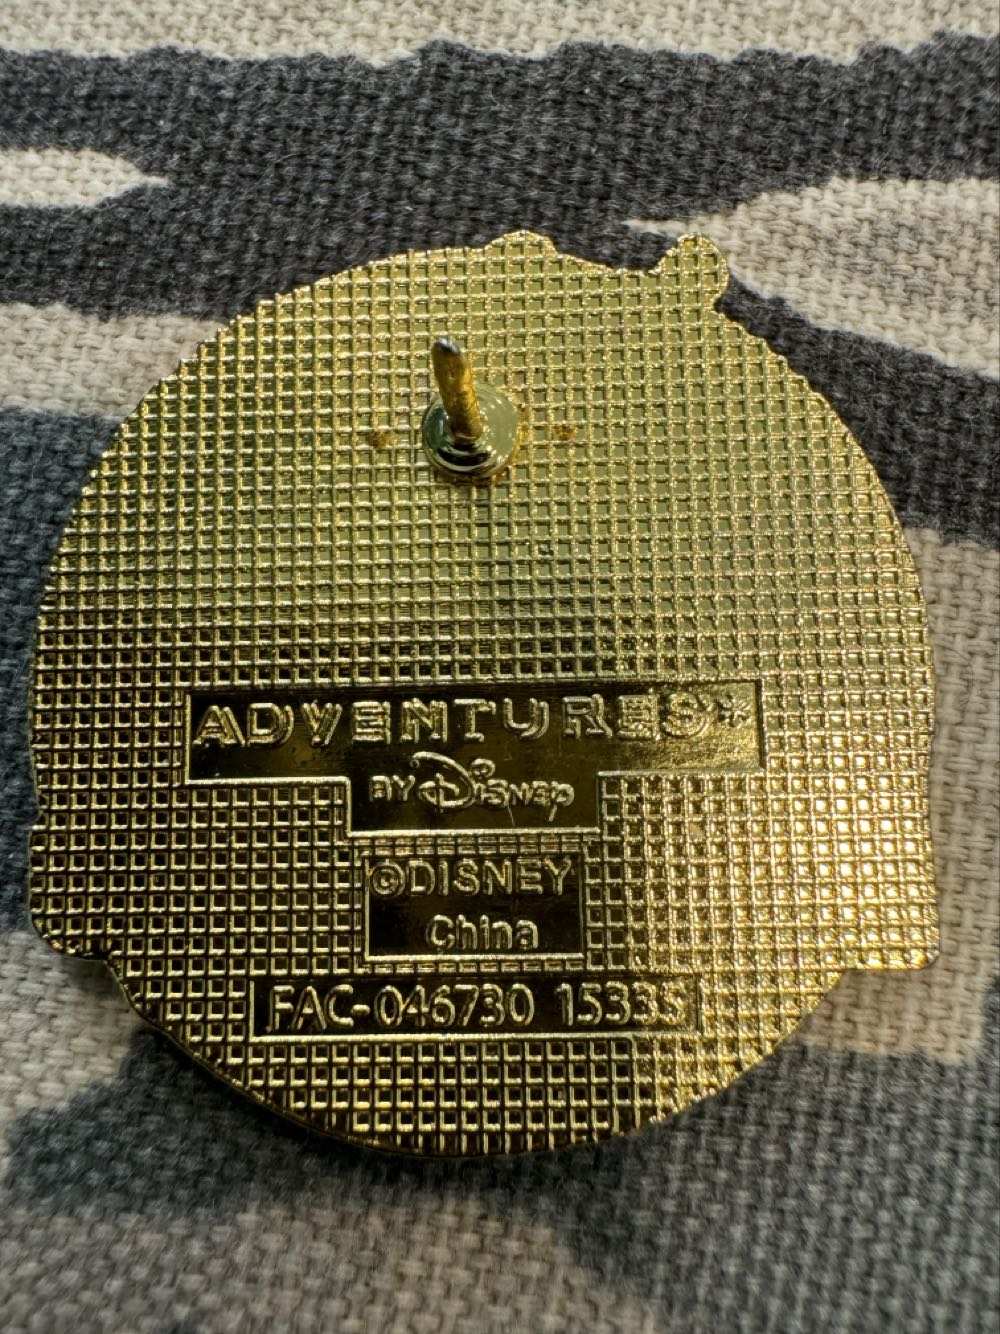 ADVENTURES*
BY Disney
©DISNEY
China
FAC-046730 15335